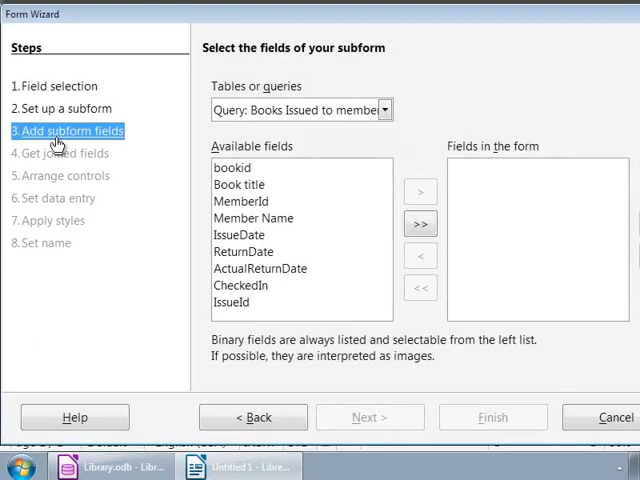 Form Wizard
Steps
1. Field selection
2. Set up a subform
3. Add subform fields
4. Get joined fields
5. Arrange controls
6. Set data entry
7. Apply styles
8. Set name
Select the fields of your subform
Tables or queries
Query: Books Issued to member
Available fields
bookid
Book title
MemberId
Member Name
IssueDate
ReturnDate
ActualReturnDate
CheckedIn
IssueId
>
>>
<
<<
Fields in the form
Binary fields are always listed and selectable from the left list.
If possible, they are interpreted as images.
Help
< Back
Next >
Finish
Cancel
Library.odb - Libr...
Untitled 1 - Libre...